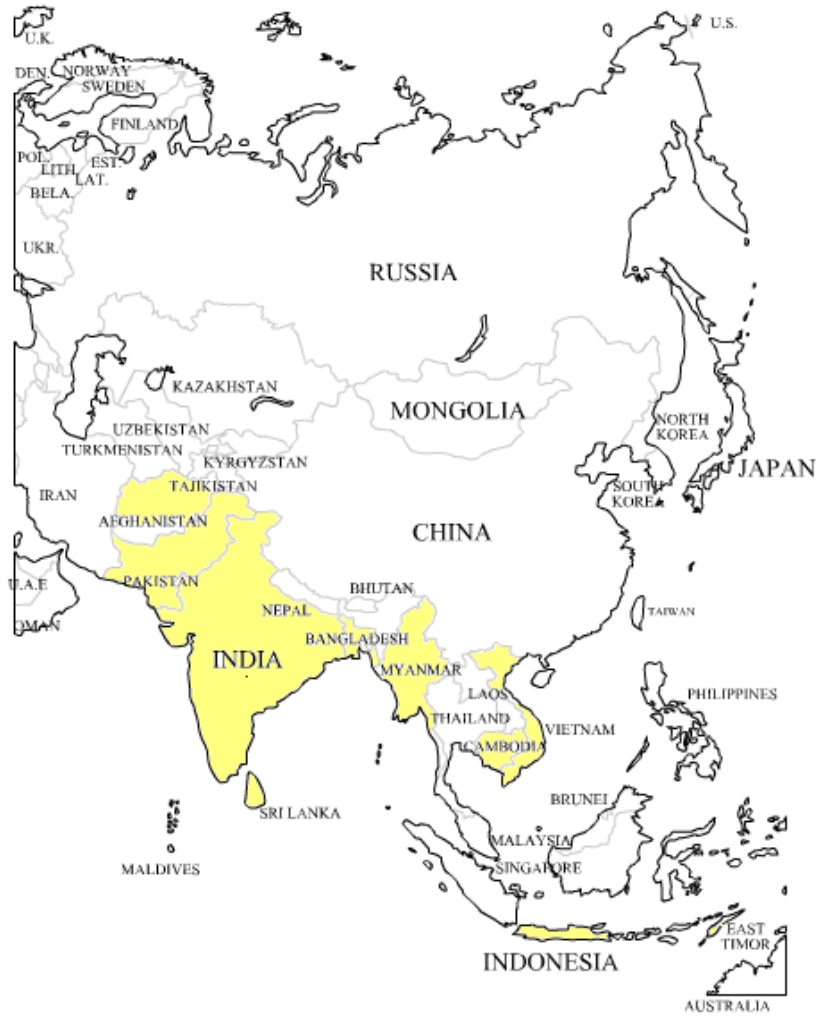 U.S.
U.K.
DEN.
NORWAY
SWEDEN
FINLAND
POL.
LITH.
EST.
LAT.
BELA.
UKR.
RUSSIA
KAZAKHSTAN
MONGOLIA
UZBEKISTAN
TURKMENISTAN
KYRGYZSTAN
NORTH
KOREA
JAPAN
TAJIKISTAN
IRAN
SOUTH
KOREA
AFGHANISTAN
CHINA
U.A.E
PAKISTAN
BHUTAN
NEPAL
TAIWAN
OMAN
BANGLADESH
INDIA
MYANMAR
LAOS
PHILIPPINES
THAILAND
VIETNAM
CAMBODIA
SRI LANKA
BRUNEI
MALAYSIA
MALDIVES
SINGAPORE
EAST
TIMOR
INDONESIA
AUSTRALIA